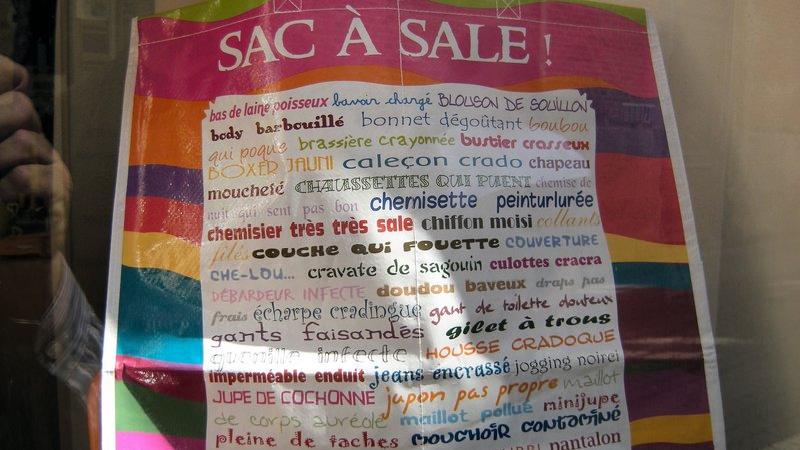 SAC À SALE !
bas de laine poisseux bavoir chargé BLOUSON DE SOUILLON
body barbouillé bonnet dégoûtant boubou
qui poque brassière crayonnée bustier crasseux
BOXER JAUNI caleçon crado chapeau
moucheté CHAUSSETTES QUI PUENT chemise de
nuit qui sent pas bon chemisette peinturlurée
chemisier très très sale chiffon moisi collants
filés COUCHE QUI FOUETTE COUVERTURE
CHE-LOU... cravate de sagouin culottes cracra
DÉBARDEUR INFECTE doudou baveux draps pas
frais écharpe cradingue gant de toilette douteux
gants faisandés gilet à trous
guenille infecte HOUSSE CRADOQUE
imperméable enduit jeans encrassé jogging noirci
JUPE DE COCHONNE jupon pas propre maillot
de corps auréolé maillot pollué minijupe
pleine de taches MOUCHOIR CONTAMINÉ
pantalon